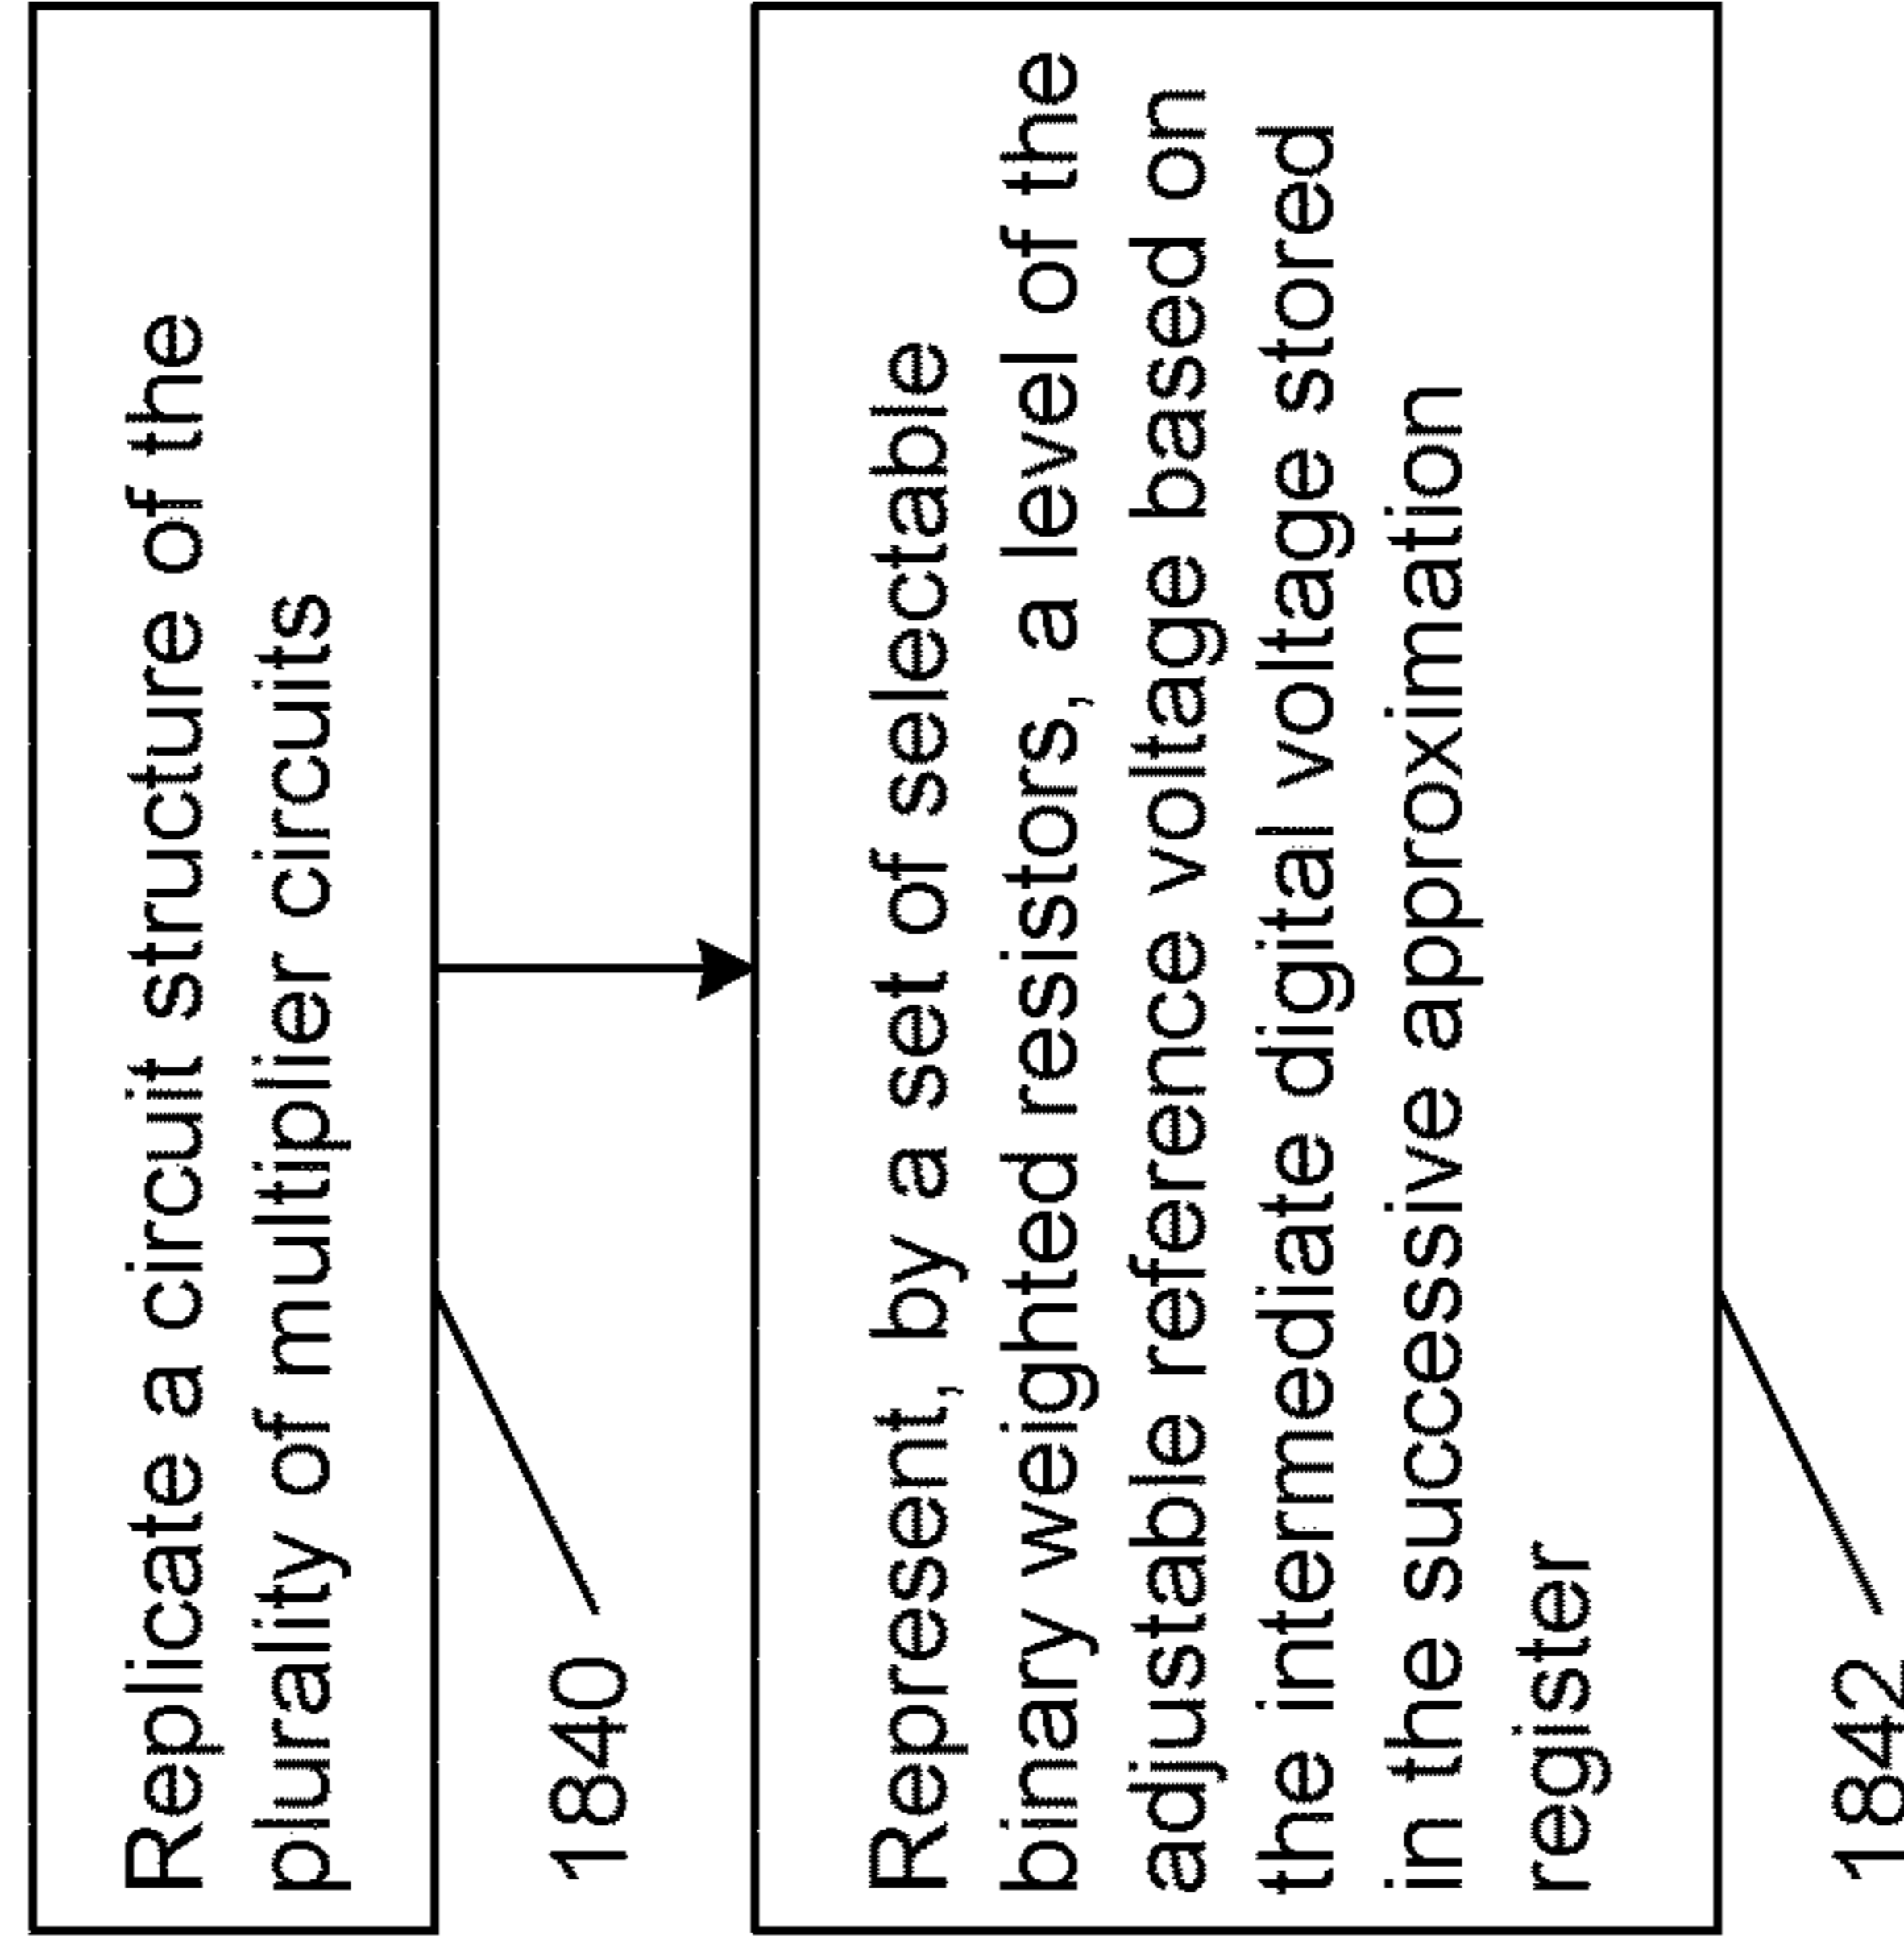 Replicate a circuit structure of the
plurality of multiplier circuits
1840
Represent, by a set of selectable
binary weighted resistors, a level of the
adjustable reference voltage based on
the intermediate digital voltage stored
in the successive approximation
register
1842